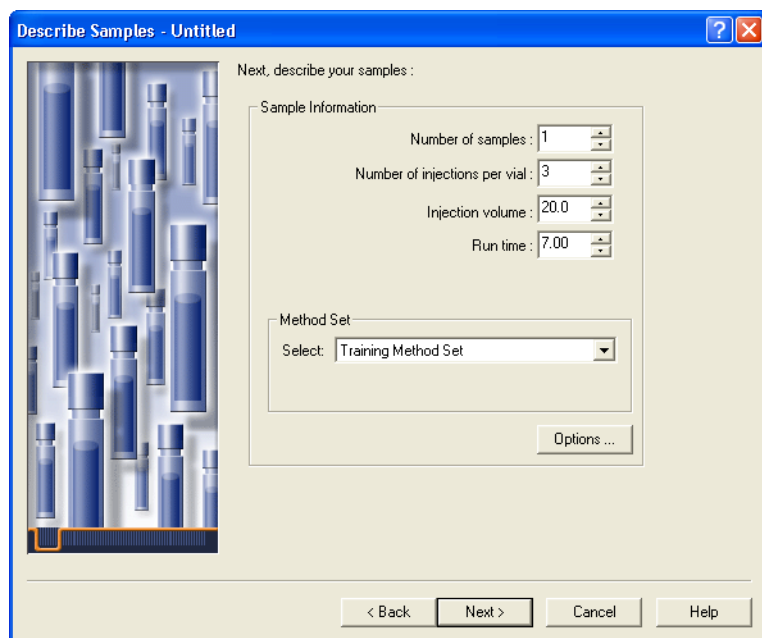 Describe Samples - Untitled
Next, describe your samples :
Sample Information
Number of samples : 1
Number of injections per vial : 3
Injection volume : 20.0
Run time : 7.00
Method Set
Select: Training Method Set
Options ...
< Back Next > Cancel Help